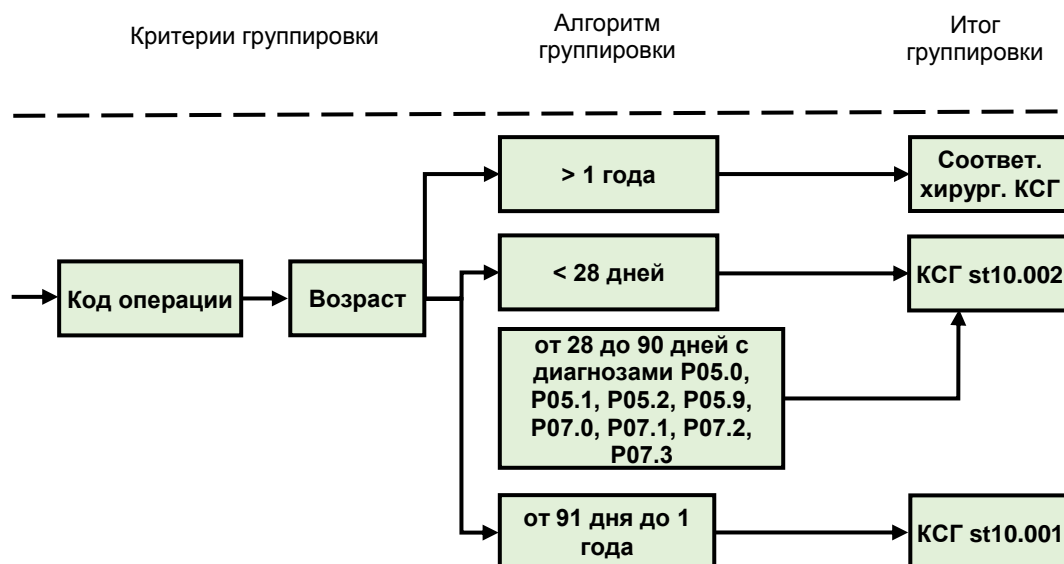 Критерии группировки
Алгоритм
группировки
Итог
группировки
> 1 года
Соответ.
хирург. КСГ
Код операции
Возраст
< 28 дней
КСГ st10.002
от 28 до 90 дней с
диагнозами P05.0,
P05.1, P05.2, P05.9,
P07.0, P07.1, P07.2,
P07.3
от 91 дня до 1
года
КСГ st10.001